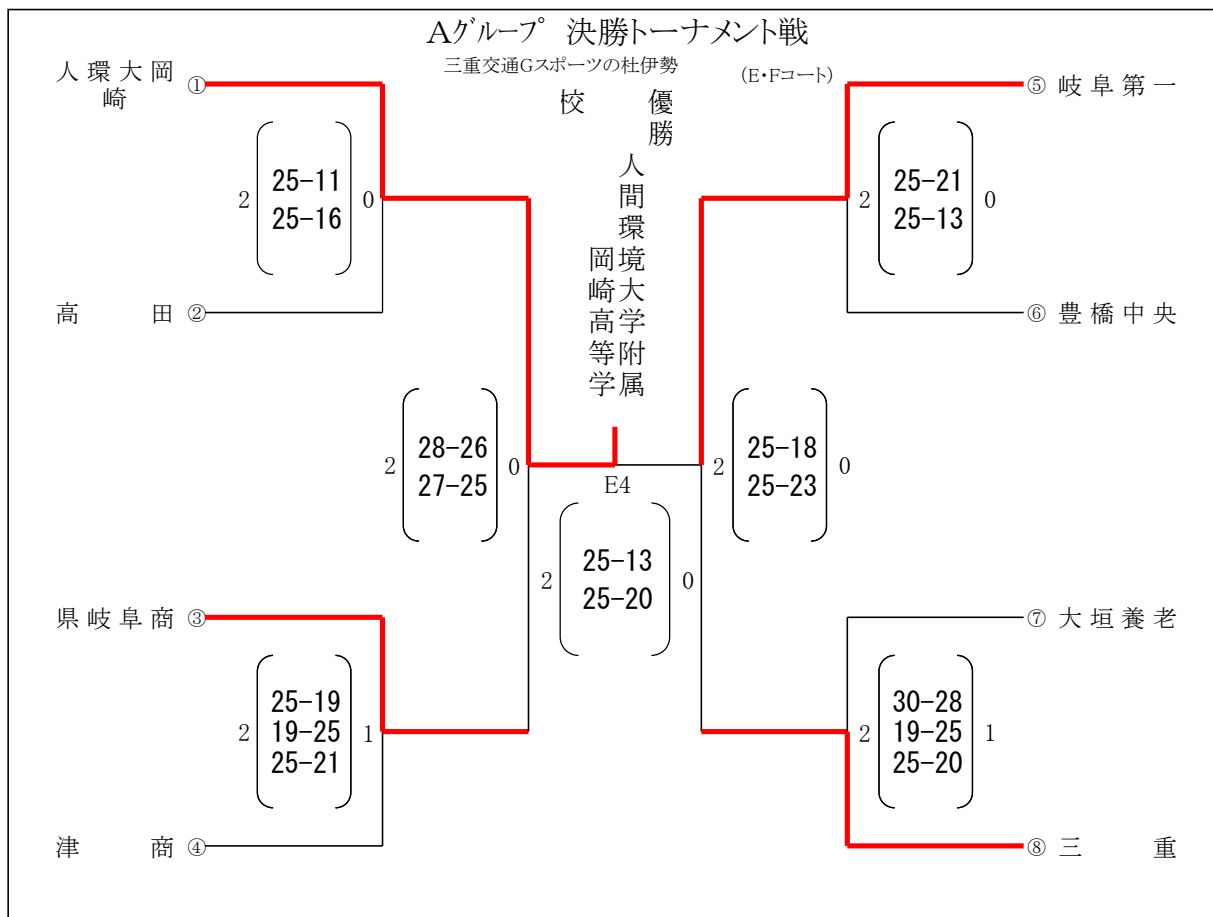 Aグループ 決勝トーナメント戦
三重交通Gスポーツの杜伊勢
(E・Fコート)
優勝校
人間環境大学附属
岡崎高等学
人環大岡崎 ①
2 25-11 0
25-16
高田 ②
⑤ 岐阜第一
2 25-21 0
25-13
⑥ 豊橋中央
2 28-26 0
27-25
2 25-18 0
25-23
E4
2 25-13 0
25-20
県岐阜商 ③
25-19
2 19-25 1
25-21
津商 ④
⑦ 大垣養老
30-28
2 19-25 1
25-20
⑧ 三重